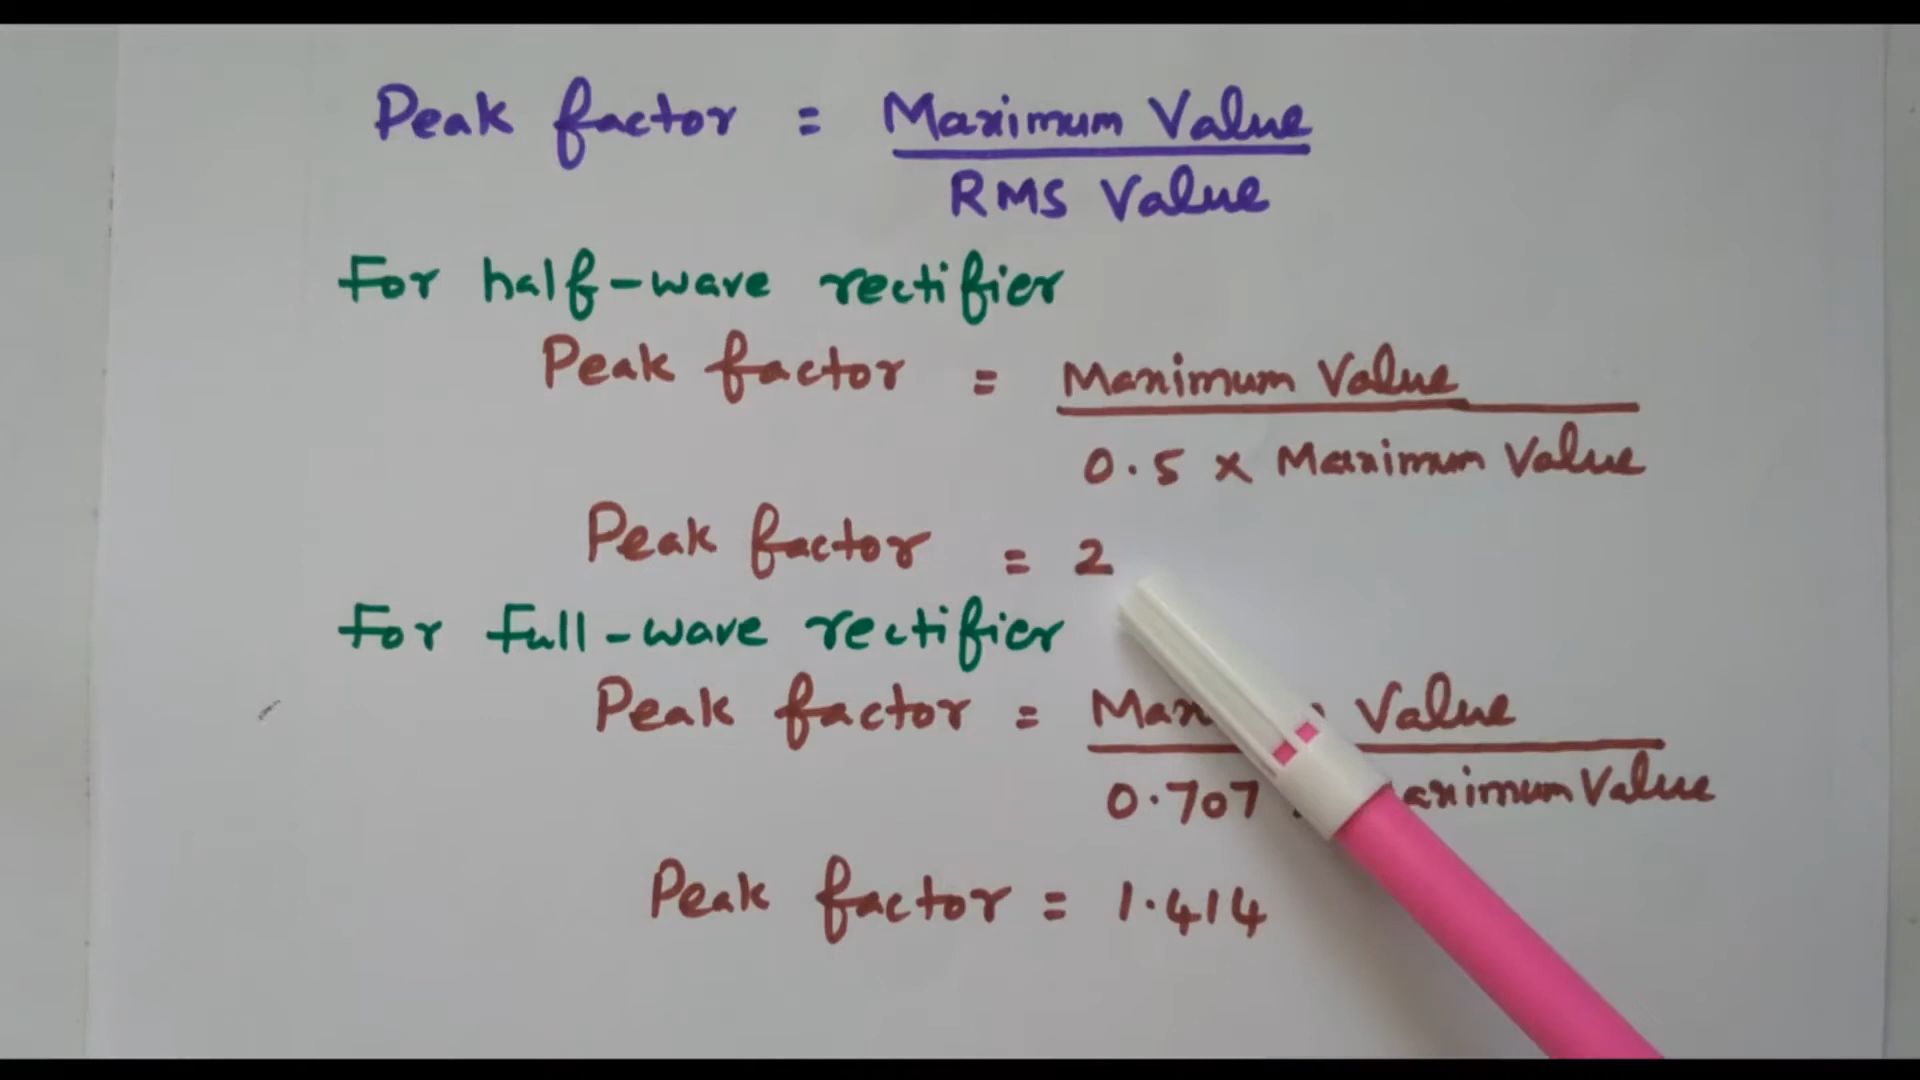 Peak factor = Maximum Value
RMS Value
For half-wave rectifier
Peak factor = Maximum Value
0.5 x Maximum Value
Peak factor = 2
For full-wave rectifier
Peak factor = Value
0.707 Value
Peak factor = 1.414